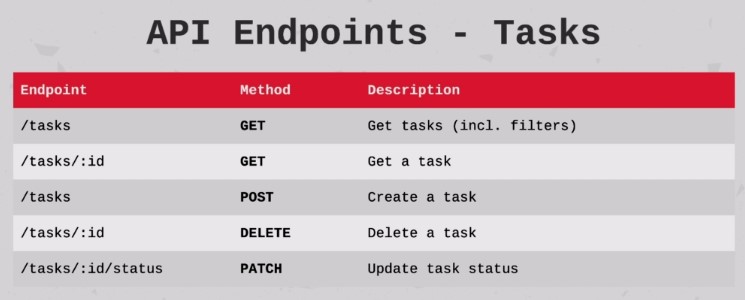 API Endpoints - Tasks
Endpoint Method Description
/tasks GET Get tasks (incl. filters)
/tasks/:id GET Get a task
/tasks POST Create a task
/tasks/:id DELETE Delete a task
/tasks/:id/status PATCH Update task status